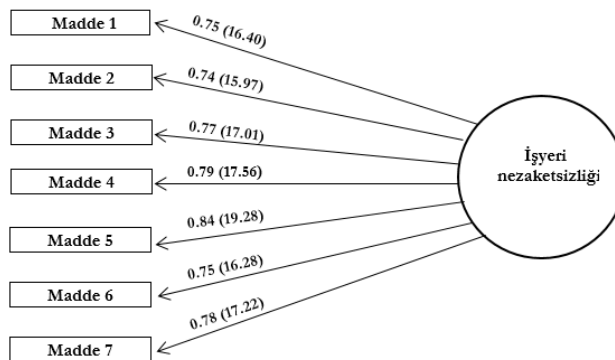 Madde 1
0.75 (16.40)
Madde 2
0.74 (15.97)
Madde 3
0.77 (17.01)
Madde 4
0.79 (17.56)
Madde 5
0.84 (19.28)
Madde 6
0.75 (16.28)
Madde 7
0.78 (17.22)
İşyeri
nezaketsizliği